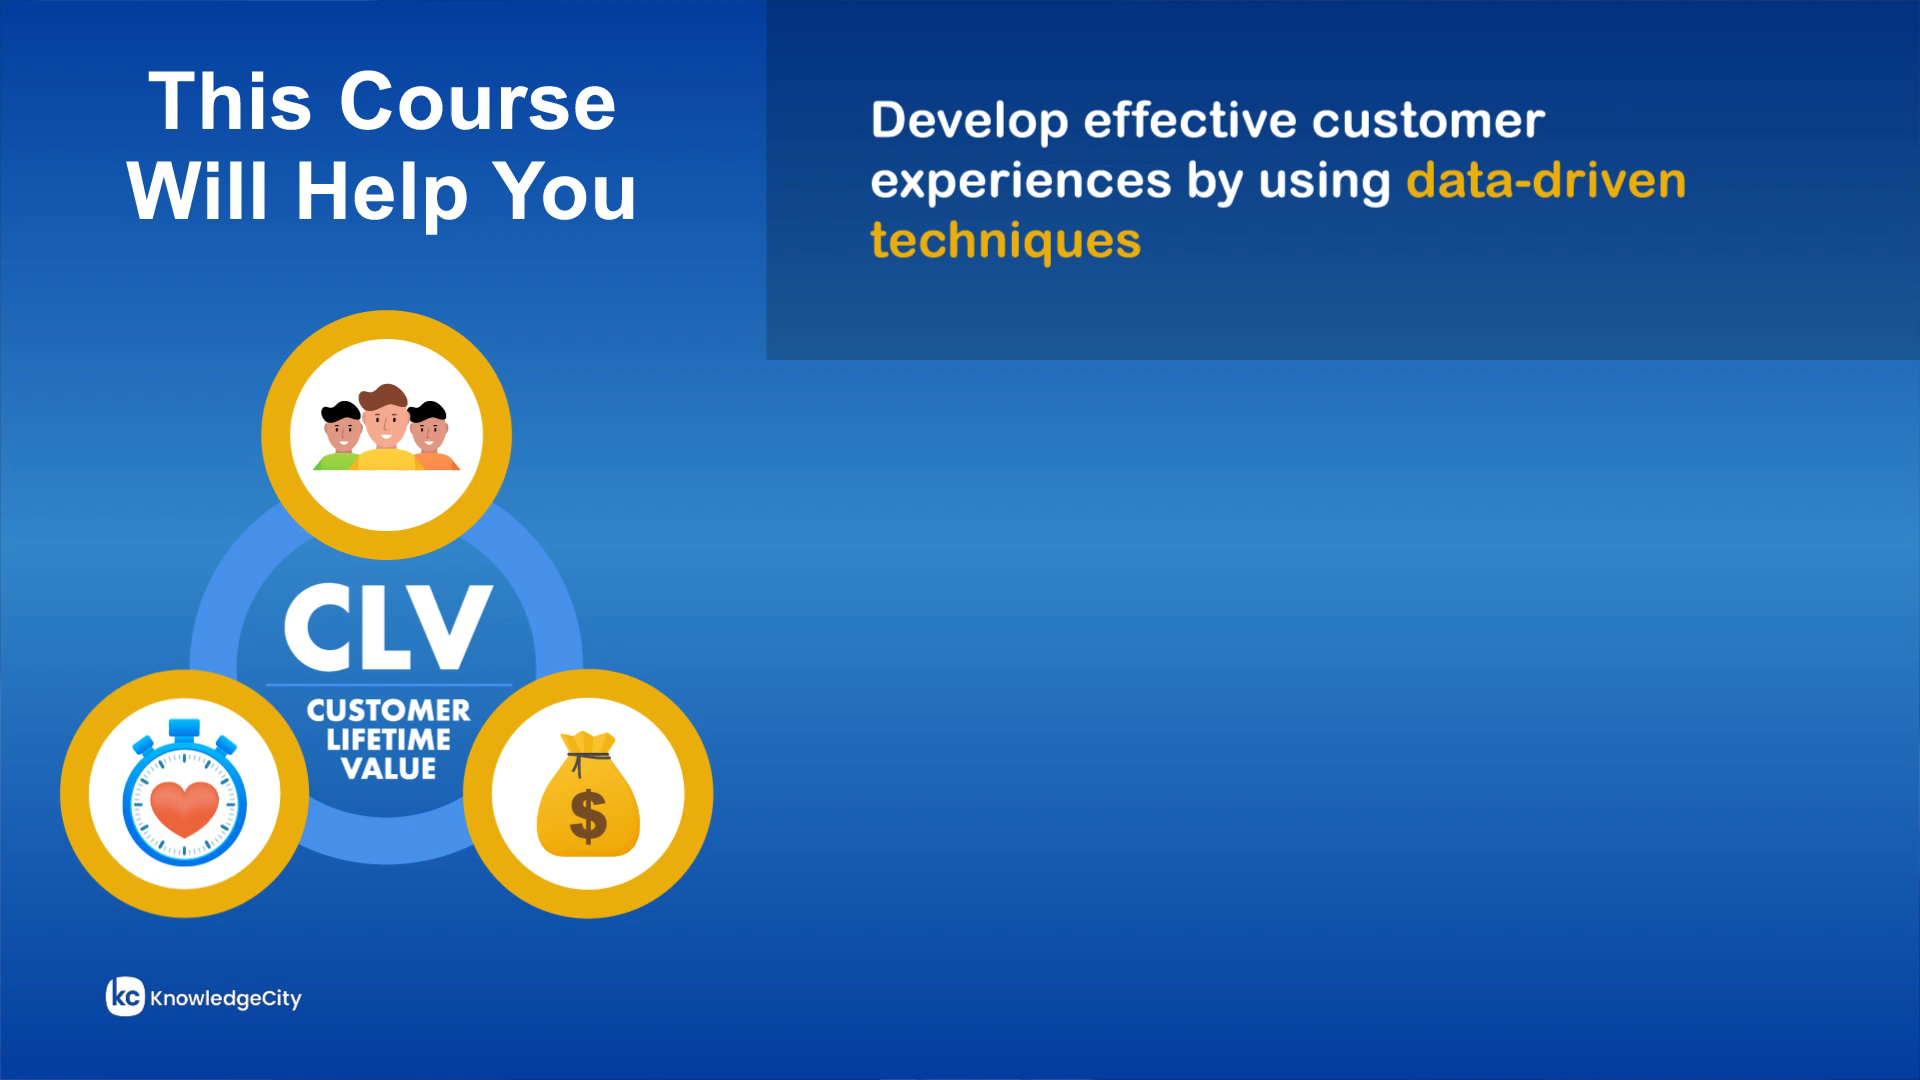 This Course
Will Help You
Develop effective customer
experiences by using data-driven
techniques
CLV
CUSTOMER
LIFETIME
VALUE
$
kc KnowledgeCity